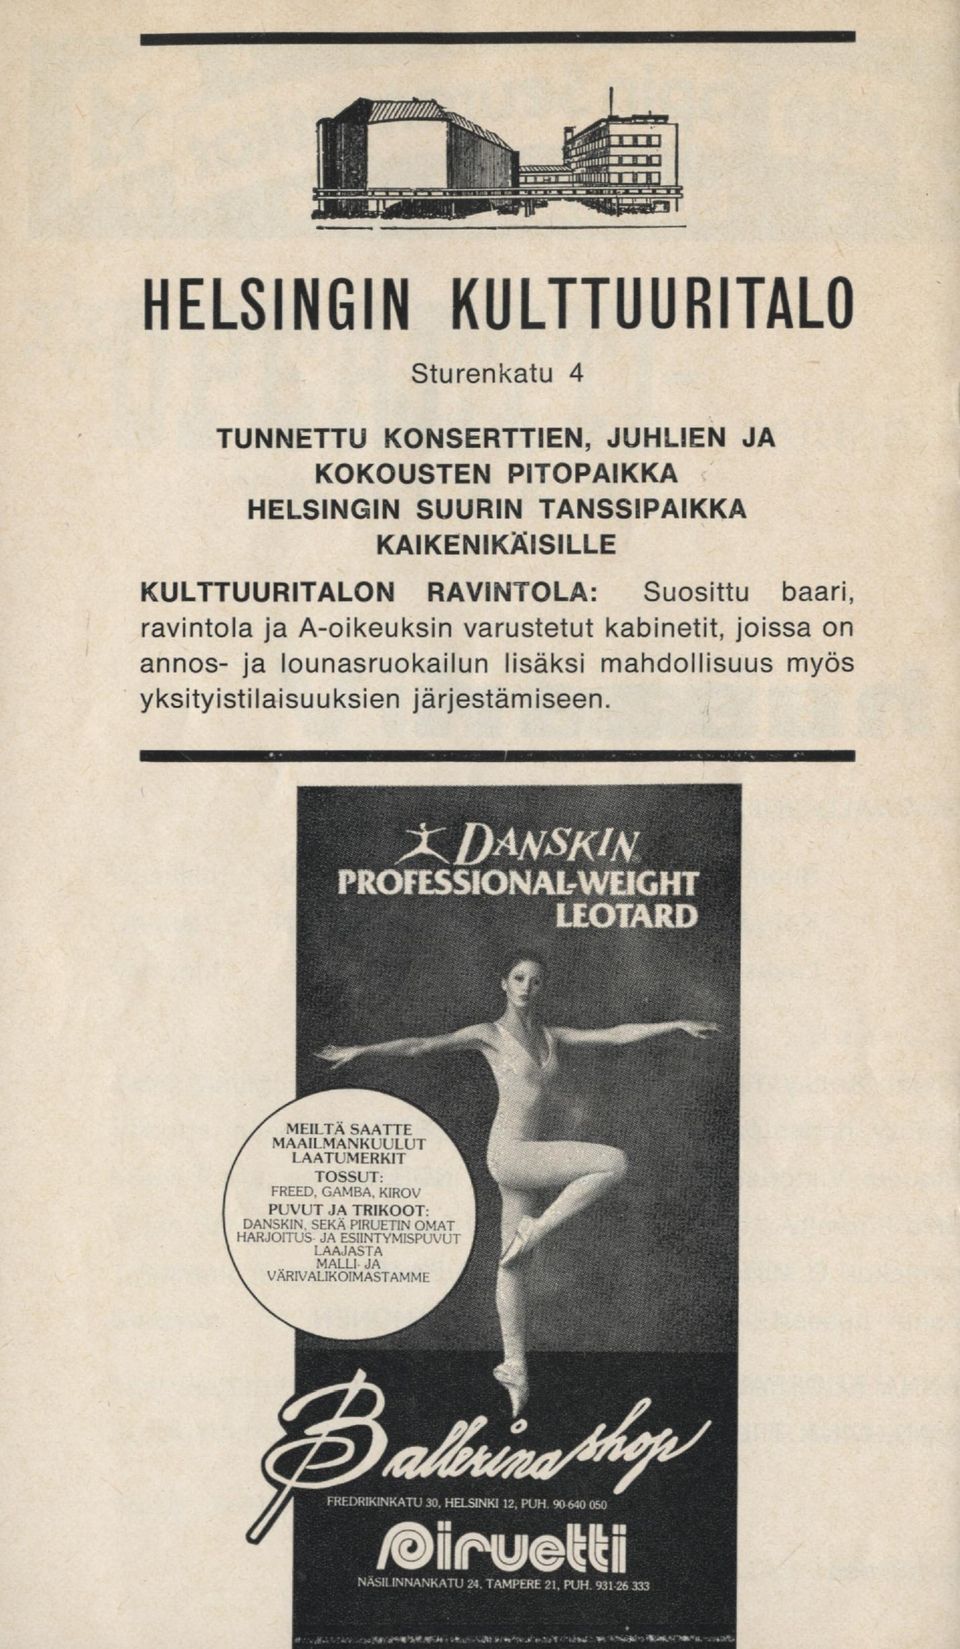 HELSINGIN KULTTUURITALO
Sturenkatu 4
TUNNETTU KONSERTTIEN, JUHLIEN JA
KOKOUSTEN PITOPAIKKA
HELSINGIN SUURIN TANSSIPAIKKA
KAIKENIKÄISILLE
KULTTUURITALON RAVINTOLA: Suosittu baari,
ravintola ja A-oikeuksin varustetut kabinetit, joissa on
annos- ja lounasruokailun lisäksi mahdollisuus myös
yksityistilaisuuksien järjestämiseen.
DANSKIN
PROFESSIONAL-WEIGHT
LEOTARD
MEILTÄ SAATTE
MAAILMANKUULUT
LAATUMERKIT
TOSSUT:
FREED, GAMBA, KIROV
PUVUT JA TRIKOOT:
DANSKIN, SEKÄ PIRUETIN OMAT
HARJOITUS- JA ESIINTYMISPUVUT
LAAJASTA
MALLI- JA
VÄRIVALIKOIMASTAMME
Ballerina shop
FREDRIKINKATU 30, HELSINKI 12, PUH. 90-640 050
Piruetti
NÄSILINNANKATU 24, TAMPERE 21, PUH. 931-26 333